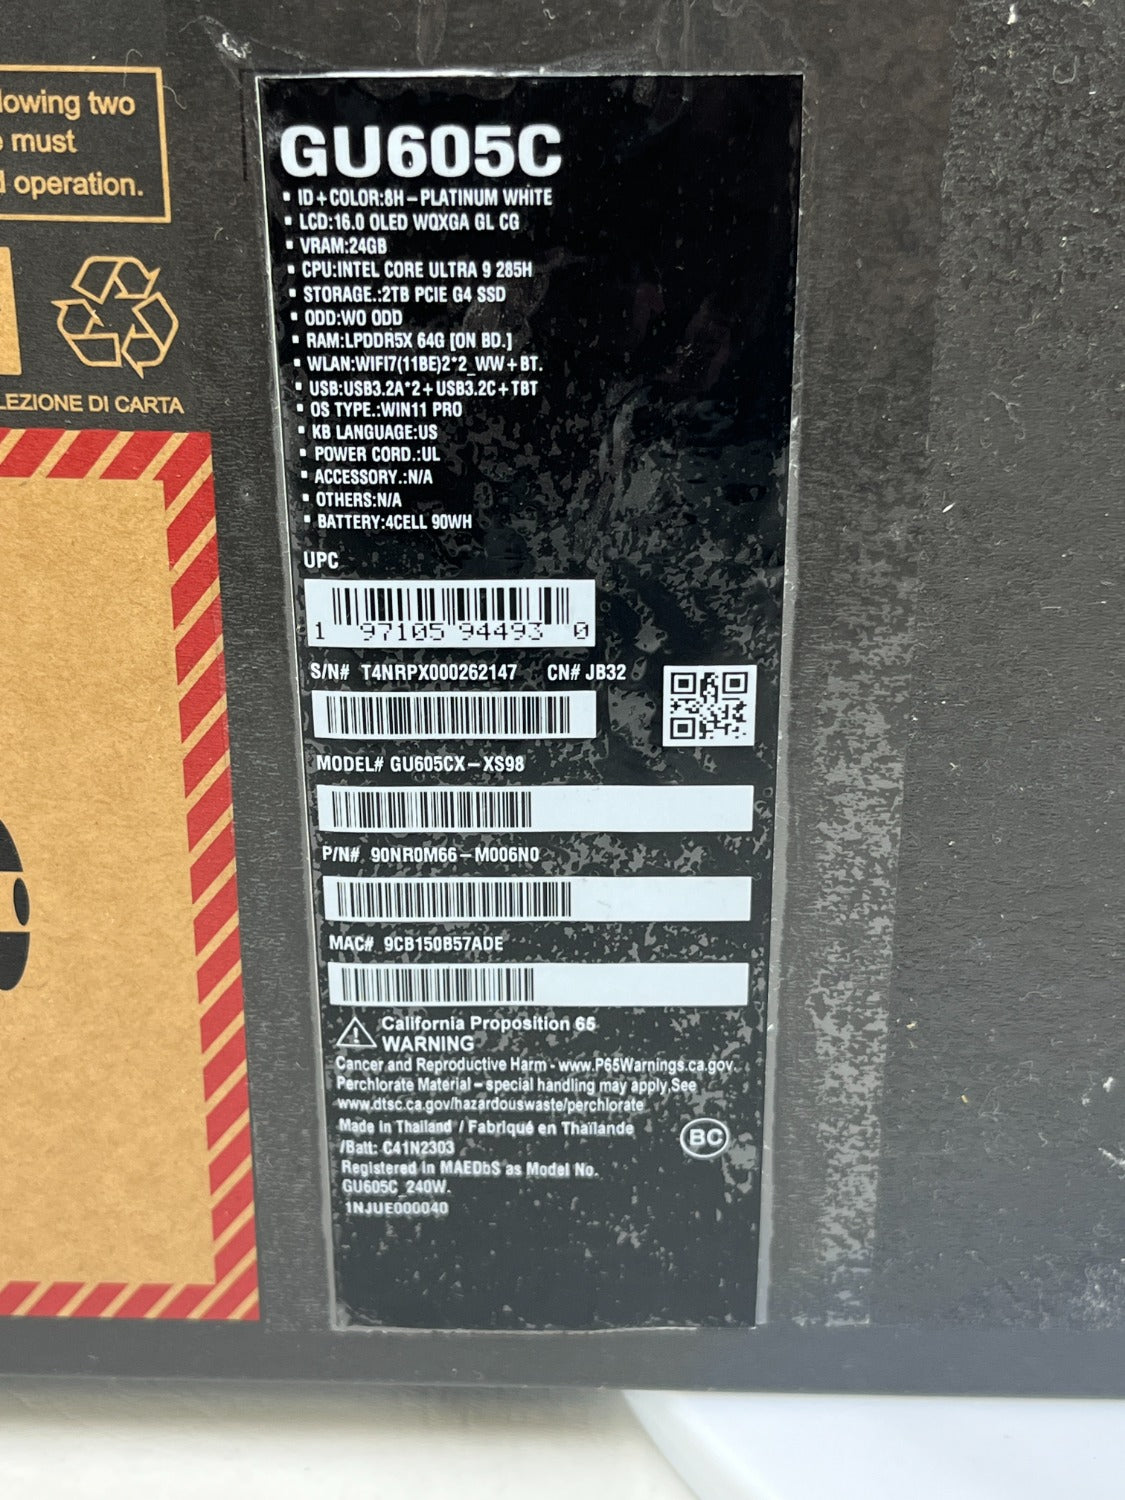 lowing two
must
operation.
LEZIONE DI CARTA
GU605C
▪ ID+COLOR:8H-PLATINUM WHITE
▪ LCD:16.0 OLED WQXGA GL CG
▪ VRAM:24GB
▪ CPU:INTEL CORE ULTRA 9 285H
▪ STORAGE.:2TB PCIE G4 SSD
▪ ODD:WO ODD
▪ RAM:LPDDR5X 64G [ON BD.]
▪ WLAN:WIFI7(11BE)2*2_WW+BT.
▪ USB:USB3.2A*2+USB3.2C+TBT
▪ OS TYPE.:WIN11 PRO
▪ KB LANGUAGE:US
▪ POWER CORD.:UL
▪ ACCESSORY.:N/A
▪ OTHERS:N/A
▪ BATTERY:4CELL 90WH
UPC
1 97105 94493 0
S/N# T4NRPX000262147 CN# JB32
MODEL# GU605CX-XS98
P/N# 90NR0M66-M006N0
MAC# 9CB150B57ADE
California Proposition 65
WARNING
Cancer and Reproductive Harm - www.P65Warnings.ca.gov.
Perchlorate Material - special handling may apply,See
www.dtsc.ca.gov/hazardouswaste/perchlorate
Made in Thailand / Fabriqué en Thaïlande
/Batt: C41N2303
BC
Registered in MAEDbS as Model No.
GU605C_240W.
1NJUE000040